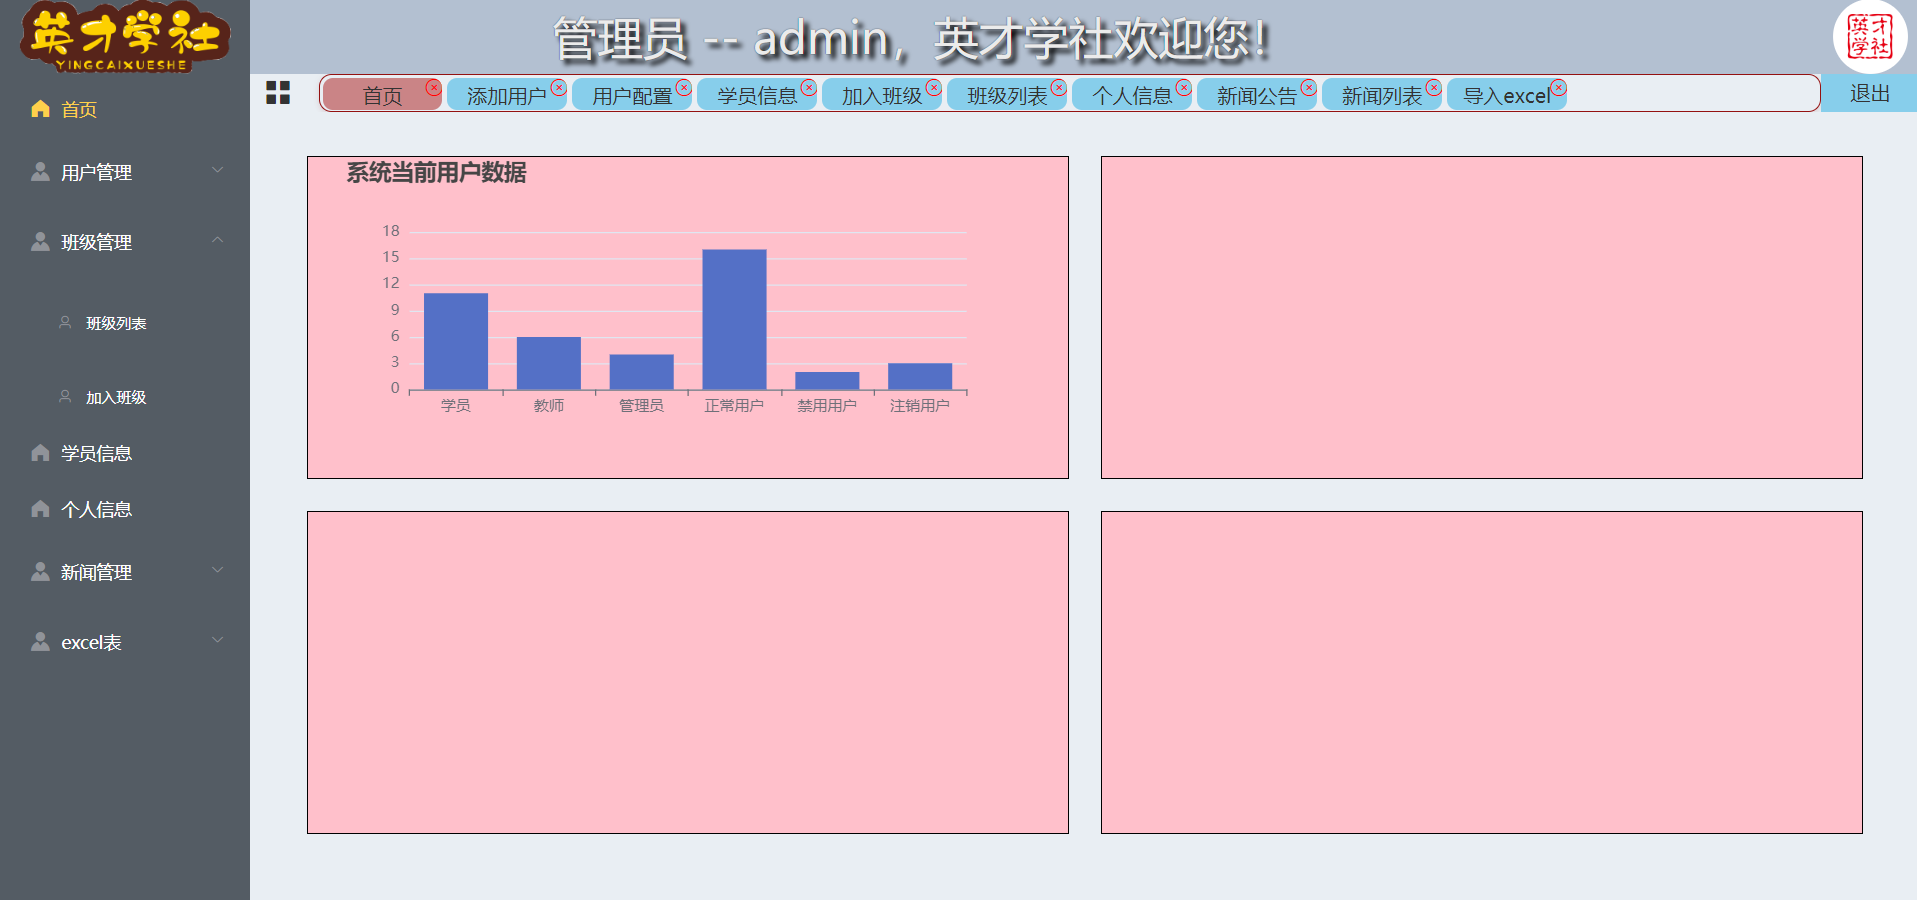 英才学社
YINGCAIXUESHE
管理员 -- admin，英才学社欢迎您！
英才
学社
首页
添加用户
用户配置
学员信息
加入班级
班级列表
个人信息
新闻公告
新闻列表
导入excel
退出
首页
用户管理
班级管理
班级列表
加入班级
学员信息
个人信息
新闻管理
excel表
系统当前用户数据
18
15
12
9
6
3
0
学员
教师
管理员
正常用户
禁用用户
注销用户